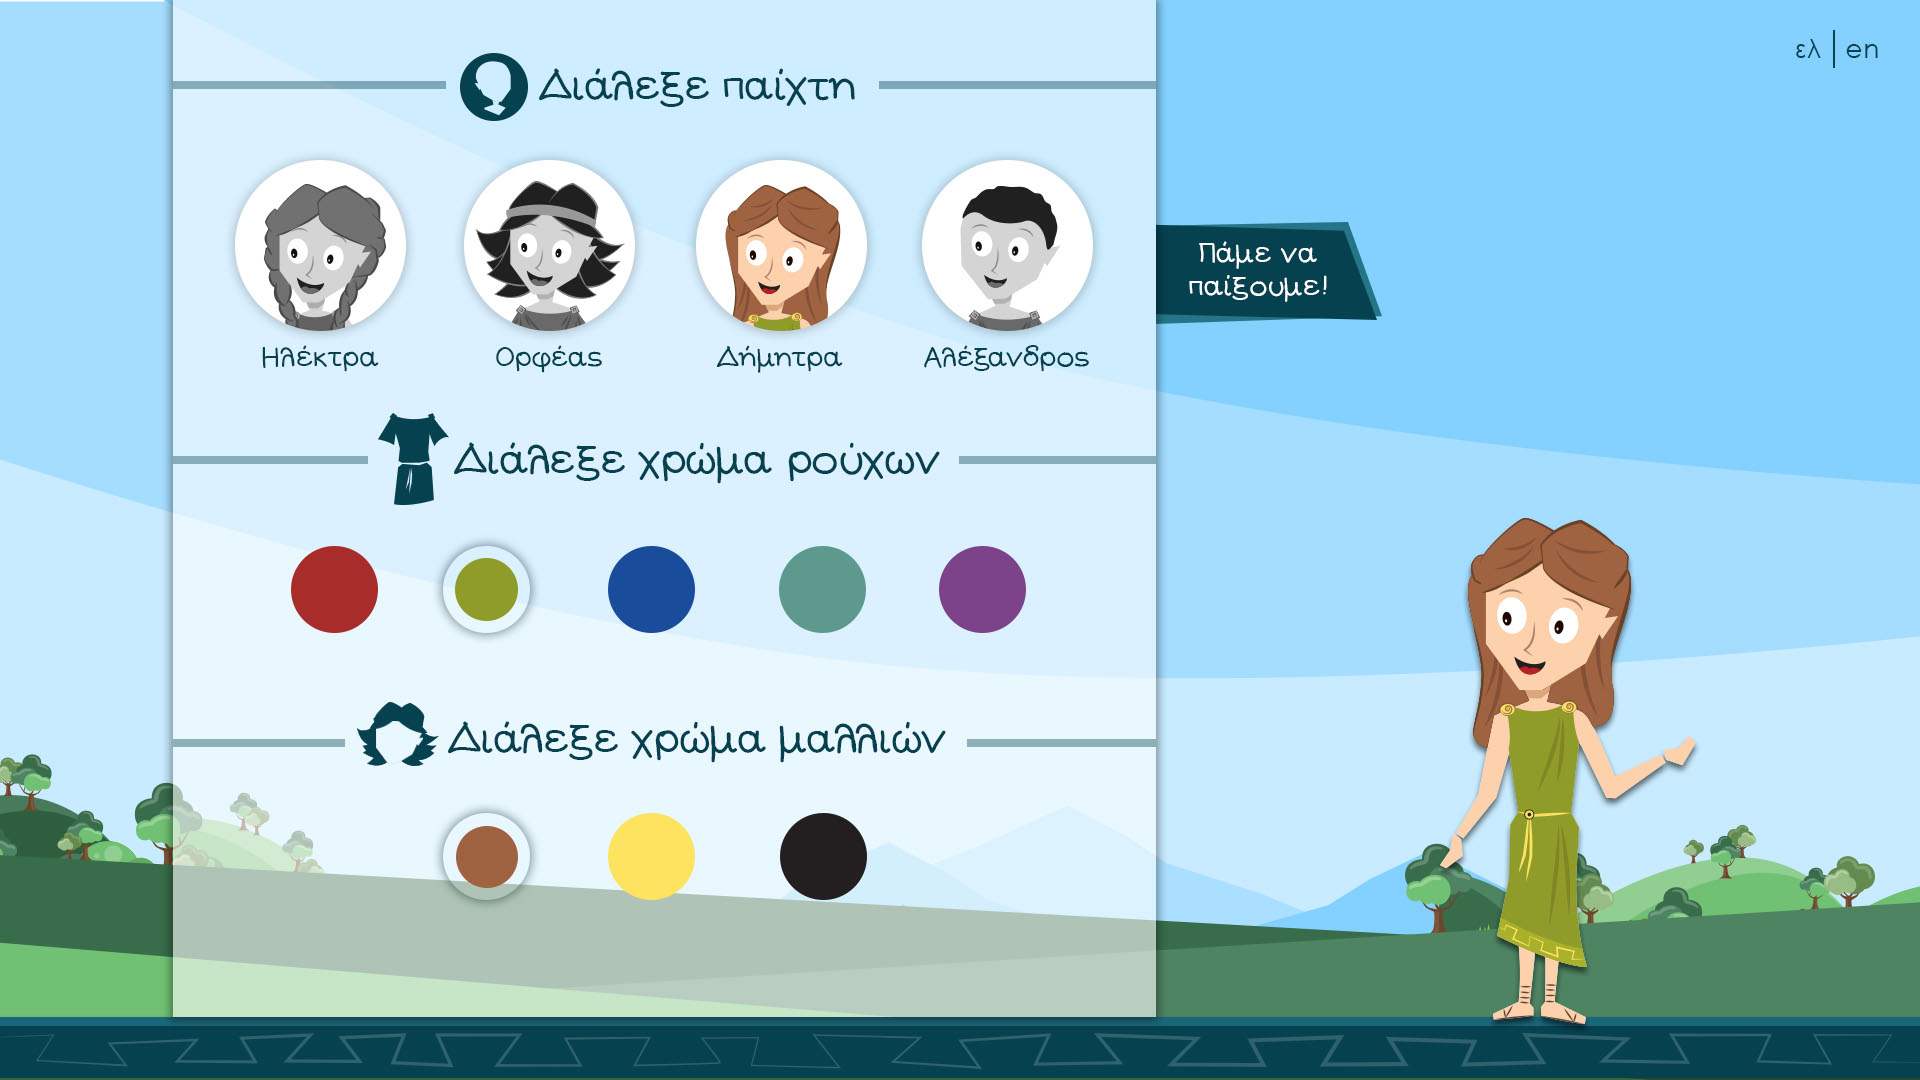 ελ | en
Διάλεξε παίχτη
Ηλέκτρα
Ορφέας
Δήμητρα
Αλέξανδρος
Πάμε να
παίξουμε!
Διάλεξε χρώμα ρούχων
Διάλεξε χρώμα μαλλιών